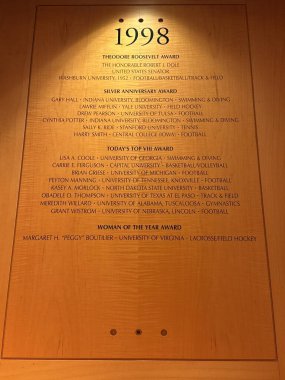 1998
THEODORE ROOSEVELT AWARD
THE HONORABLE ROBERT J. DOLE
UNITED STATES SENATOR
WASHBURN UNIVERSITY, 1952 • FOOTBALL/BASKETBALL/TRACK & FIELD
SILVER ANNIVERSARY AWARD
GARY HALL • INDIANA UNIVERSITY, BLOOMINGTON • SWIMMING & DIVING
LAWRIE MIFFLIN • YALE UNIVERSITY • FIELD HOCKEY
DREW PEARSON • UNIVERSITY OF TULSA • FOOTBALL
CYNTHIA POTTER • INDIANA UNIVERSITY, BLOOMINGTON • SWIMMING & DIVING
SALLY K. RIDE • STANFORD UNIVERSITY • TENNIS
HARRY SMITH • CENTRAL COLLEGE (IOWA) • FOOTBALL
TODAY'S TOP VIII AWARD
LISA A. COOLE • UNIVERSITY OF GEORGIA • SWIMMING & DIVING
CARRIE E. FERGUSON • CAPITAL UNIVERSITY • BASKETBALL/VOLLEYBALL
BRIAN GRIESE • UNIVERSITY OF MICHIGAN • FOOTBALL
PEYTON MANNING • UNIVERSITY OF TENNESSEE, KNOXVILLE • FOOTBALL
KASEY A. MORLOCK • NORTH DAKOTA STATE UNIVERSITY • BASKETBALL
OBADELE O. THOMPSON • UNIVERSITY OF TEXAS AT EL PASO • TRACK & FIELD
MEREDITH WILLARD • UNIVERSITY OF ALABAMA, TUSCALOOSA • GYMNASTICS
GRANT WISTROM • UNIVERSITY OF NEBRASKA, LINCOLN • FOOTBALL
WOMAN OF THE YEAR AWARD
MARGARET H. "PEGGY" BOUTILIER • UNIVERSITY OF VIRGINIA • LACROSSE/FIELD HOCKEY